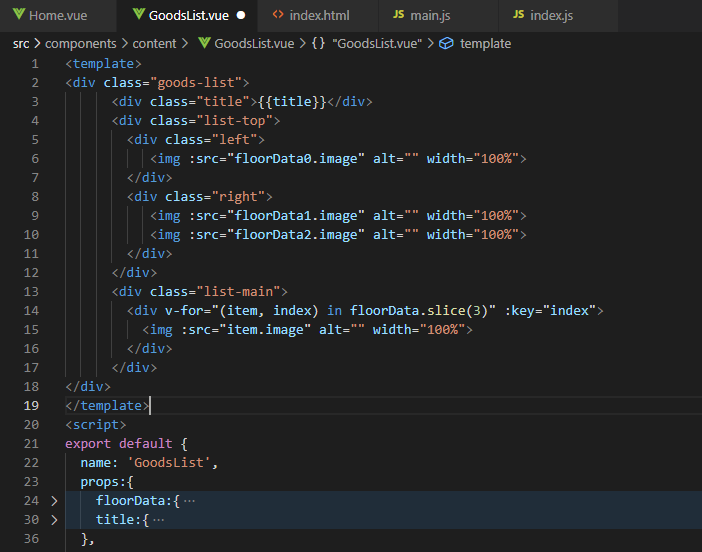 Home.vue GoodsList.vue index.html main.js index.js
src > components > content > GoodsList.vue > {} "GoodsList.vue" > template
1 <template>
2 <div class="goods-list">
3 <div class="title">{{title}}</div>
4 <div class="list-top">
5 <div class="left">
6 <img :src="floorData0.image" alt="" width="100%">
7 </div>
8 <div class="right">
9 <img :src="floorData1.image" alt="" width="100%">
10 <img :src="floorData2.image" alt="" width="100%">
11 </div>
12 </div>
13 <div class="list-main">
14 <div v-for="(item, index) in floorData.slice(3)" :key="index">
15 <img :src="item.image" alt="" width="100%">
16 </div>
17 </div>
18 </div>
19 </template>
20 <script>
21 export default {
22 name: 'GoodsList',
23 props:{
24 floorData:{ ···
30 title:{ ···
36 },